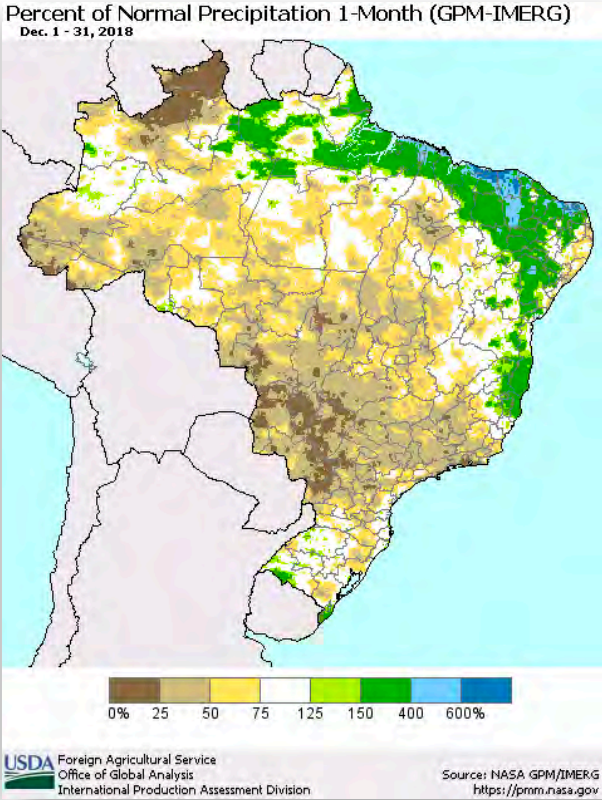 Percent of Normal Precipitation 1-Month (GPM-IMERG)
Dec. 1 - 31, 2018
0% 25 50 75 125 150 400 600%
USDA
Foreign Agricultural Service
Office of Global Analysis
International Production Assessment Division
Source: NASA GPM/IMERG
https://pmm.nasa.gov